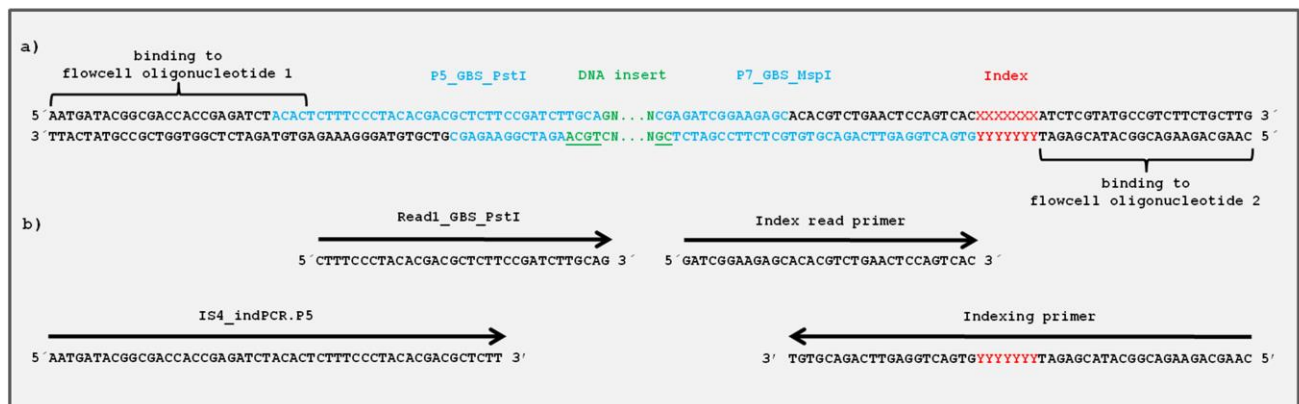 a)
binding to
flowcell oligonucleotide 1
P5_GBS_PstI DNA insert P7_GBS_MspI Index
5´AATGATACGGCGACCACCGAGATCTACACTCTTTCCCTACACGACGCTCTTCCGATCTTGCAGN...NCGAGATCGGAAGAGCACACGTCTGAACTCCAGTCACXXXXXXXATCTCGTATGCCGTCTTCTGCTTG 3´
3´TTACTATGCCGCTGGTGGCTCTAGATGTGAGAAAGGGATGTGCTGCGAGAAGGCTAGAACGTCN...NGCTCTAGCCTTCTCGTGTGCAGACTTGAGGTCAGTGYYYYYYYTAGAGCATACGGCAGAAGACGAAC 5´
binding to
flowcell oligonucleotide 2
b)
Read1_GBS_PstI Index read primer
5´CTTTCCCTACACGACGCTCTTCCGATCTTGCAG 3´ 5´GATCGGAAGAGCACACGTCTGAACTCCAGTCAC 3´
IS4_indPCR.P5 Indexing primer
5´AATGATACGGCGACCACCGAGATCTACACTCTTTCCCTACACGACGCTCTT 3' 3' TGTGCAGACTTGAGGTCAGTGYYYYYYYTAGAGCATACGGCAGAAGACGAAC 5'